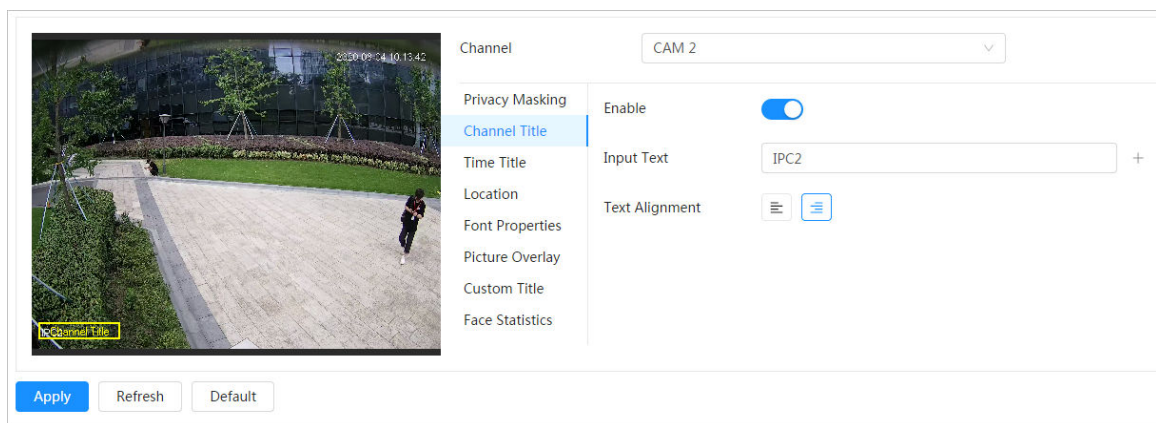 2020-09-04 10:13:42
Channel Title
Channel
CAM 2
Privacy Masking
Channel Title
Time Title
Location
Font Properties
Picture Overlay
Custom Title
Face Statistics
Enable
Input Text
IPC2
+
Text Alignment
Apply
Refresh
Default